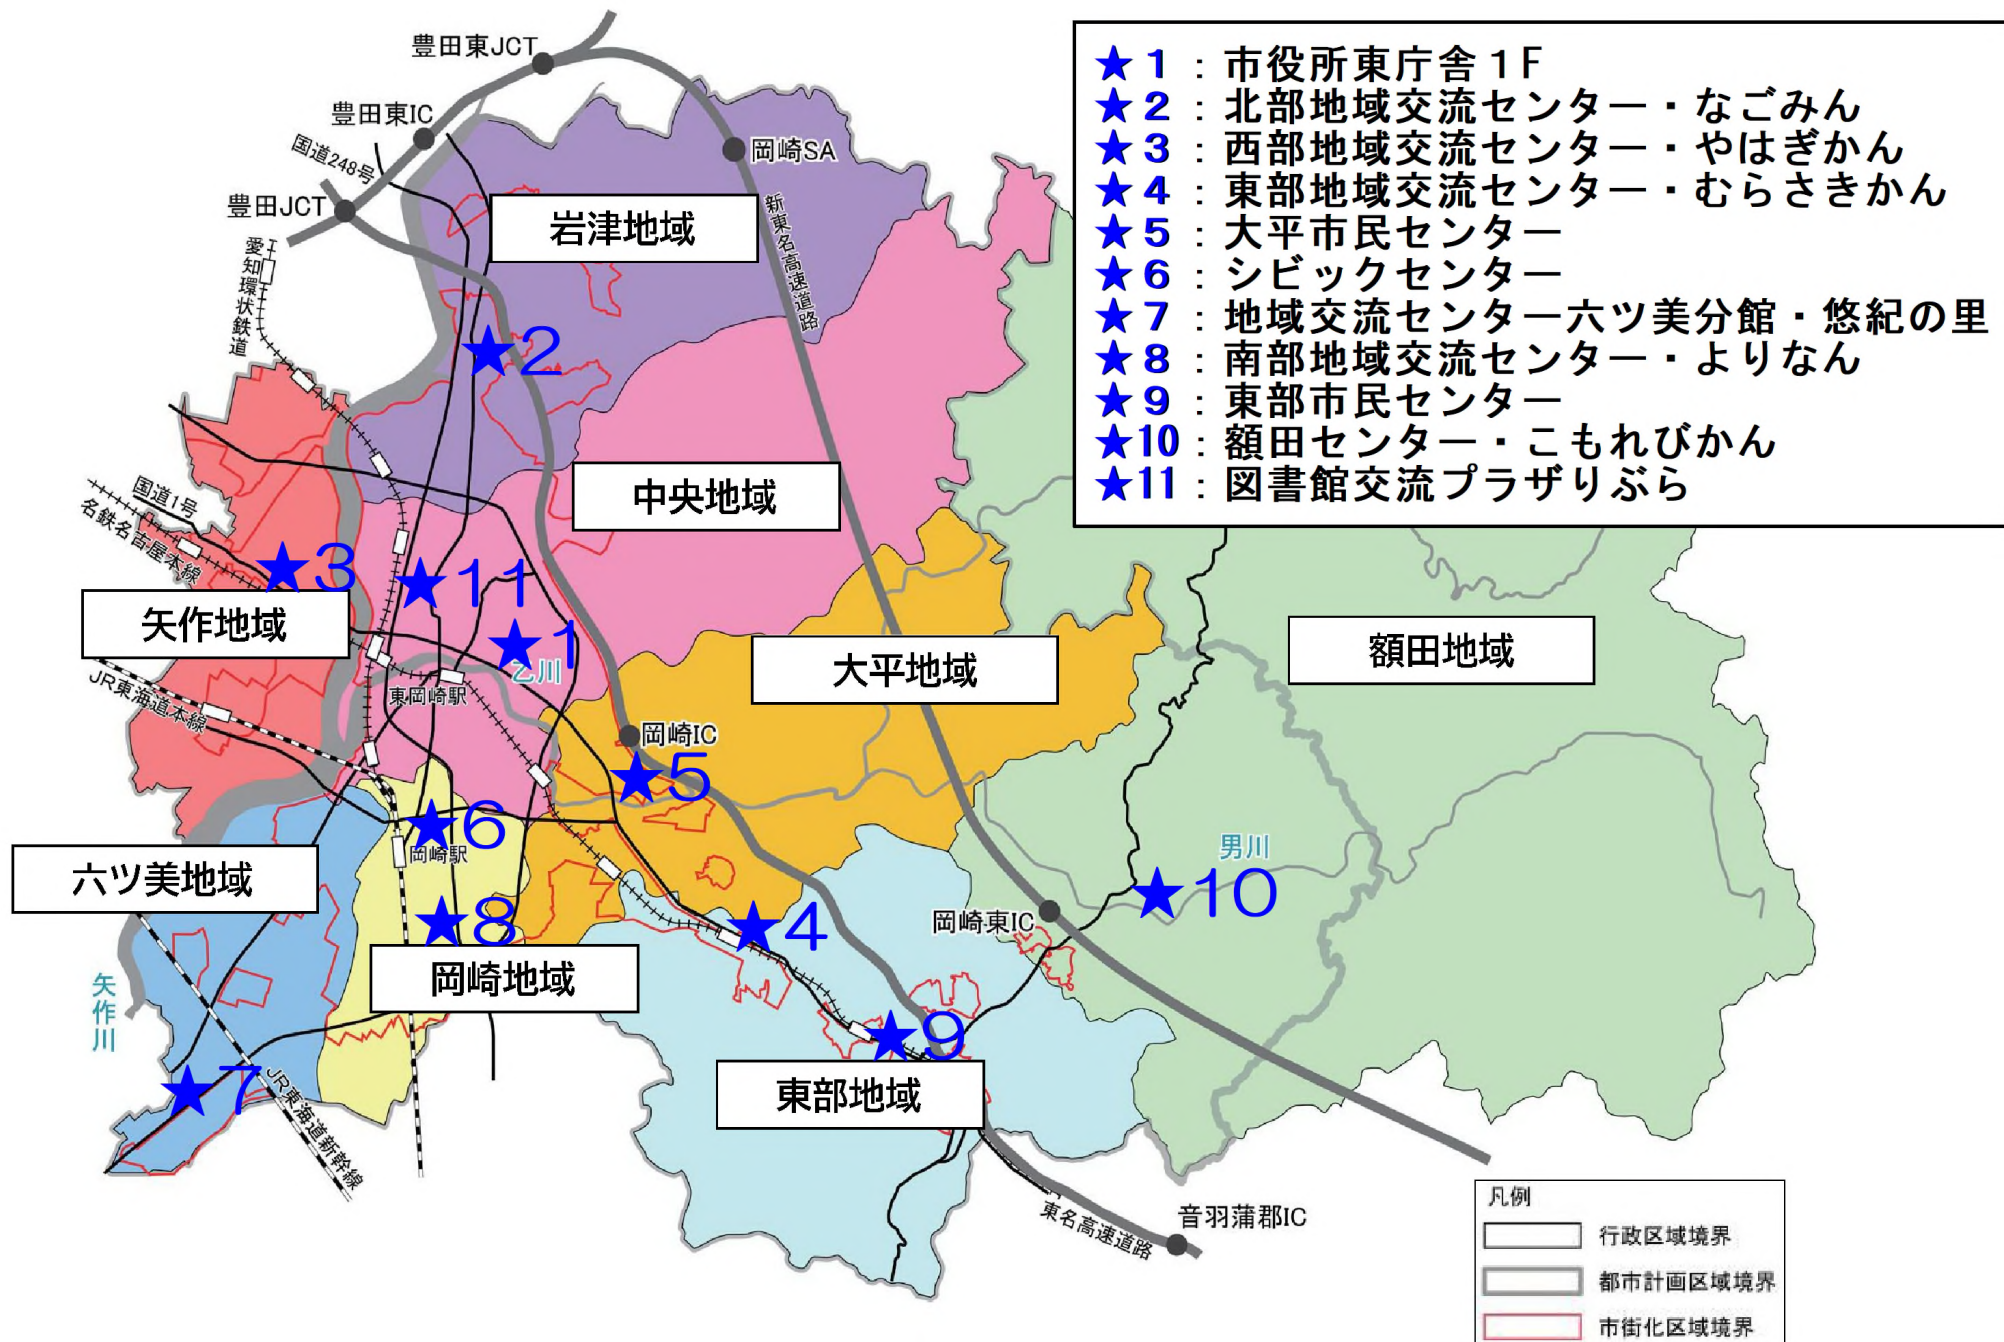 ★1：市役所東庁舎1F
★2：北部地域交流センター・なごみん
★3：西部地域交流センター・やはぎかん
★4：東部地域交流センター・むらさきかん
★5：大平市民センター
★6：シビックセンター
★7：地域交流センター六ツ美分館・悠紀の里
★8：南部地域交流センター・よりなん
★9：東部市民センター
★10：額田センター・こもれびかん
★11：図書館交流プラザりぶら
豊田東JCT
豊田東IC
国道248号
豊田JCT
岡崎SA
新東名高速道路
愛知環状鉄道
岩津地域
★2
中央地域
国道1号
名鉄名古屋本線
★3
★11
矢作地域
★1
乙川
大平地域
額田地域
JR東海道本線
東岡崎駅
岡崎IC
★5
★6
岡崎駅
男川
六ツ美地域
★10
★8
★4
岡崎東IC
岡崎地域
矢作川
★9
★7
JR東海道新幹線
東部地域
東名高速道路
音羽蒲郡IC
凡例
行政区域境界
都市計画区域境界
市街化区域境界